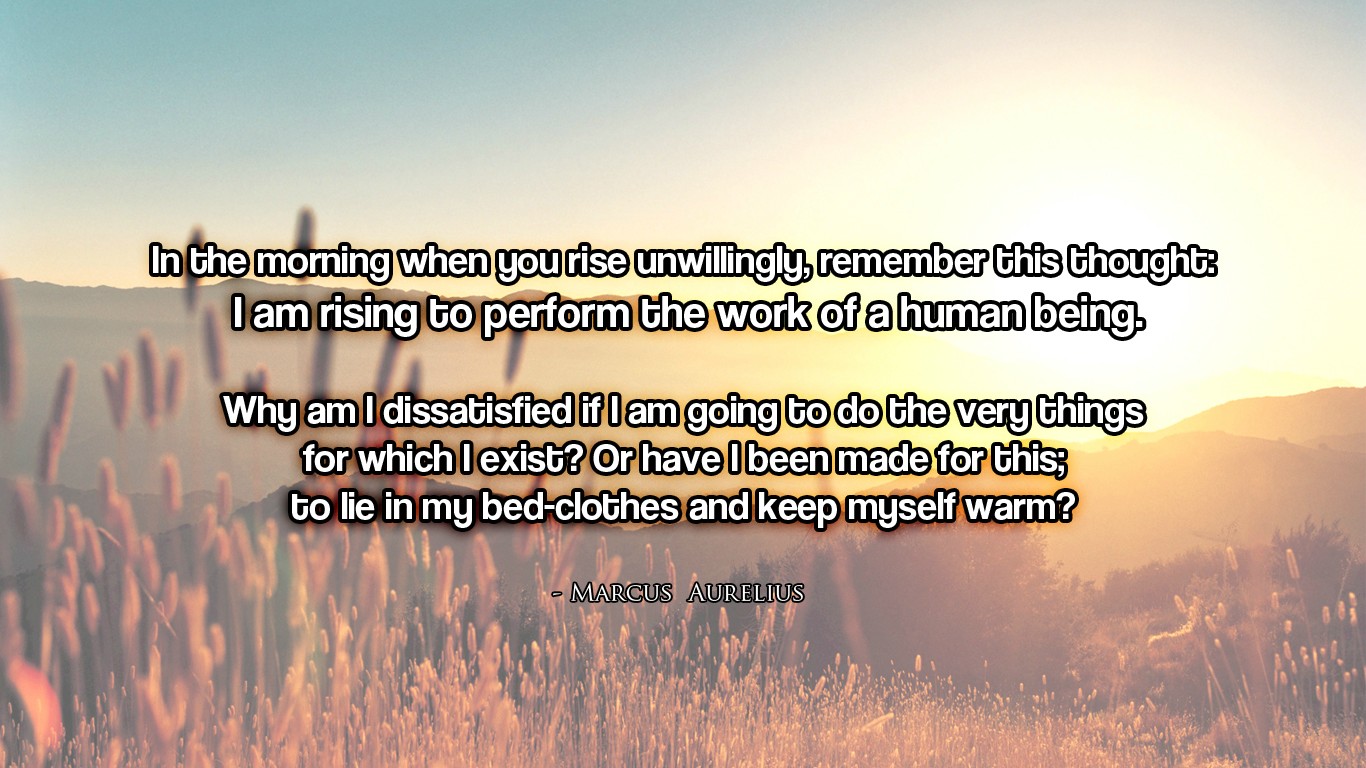 In the morning when you rise unwillingly, remember this thought:
I am rising to perform the work of a human being.
Why am I dissatisfied if I am going to do the very things
for which I exist? Or have I been made for this;
to lie in my bed-clothes and keep myself warm?
- Marcus Aurelius